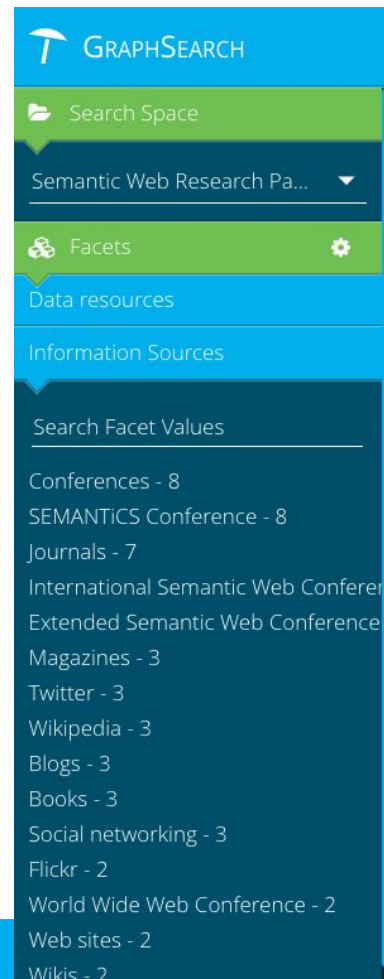 GRAPHSEARCH
Search Space
Semantic Web Research Pa...
Facets
Data resources
Information Sources
Search Facet Values
Conferences - 8
SEMANTiCS Conference - 8
Journals - 7
International Semantic Web Conferen
Extended Semantic Web Conference
Magazines - 3
Twitter - 3
Wikipedia - 3
Blogs - 3
Books - 3
Social networking - 3
Flickr - 2
World Wide Web Conference - 2
Web sites - 2
Wikis - 2